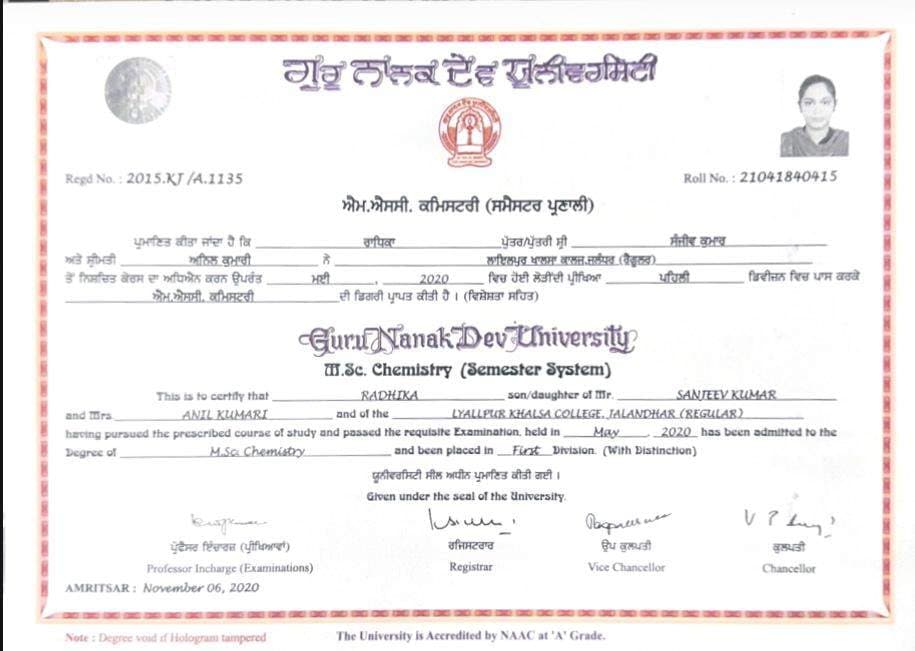 ਗੁਰੂ ਨਾਨਕ ਦੇਵ ਯੂਨੀਵਰਸਿਟੀ
Regd No. : 2015.KJ /A.1135
Roll No. : 21041840415
ਐਮ.ਐਸਸੀ. ਕਮਿਸਟਰੀ (ਸਮੈਸਟਰ ਪ੍ਰਣਾਲੀ)
ਪ੍ਰਮਾਣਿਤ ਕੀਤਾ ਜਾਂਦਾ ਹੈ ਕਿ ਰਾਧਿਕਾ ਪੁੱਤਰ/ਪੁੱਤਰੀ ਸ੍ਰੀ ਸੰਜੀਵ ਕੁਮਾਰ
ਅਤੇ ਸ੍ਰੀਮਤੀ ਅਨਿਲ ਕੁਮਾਰੀ ਨੇ ਲਾਇਲਪੁਰ ਖਾਲਸਾ ਕਾਲਜ,ਜਲੰਧਰ (ਰੈਗੂਲਰ)
ਤੋਂ ਨਿਸ਼ਚਿਤ ਕੋਰਸ ਦਾ ਅਧਿਐਨ ਕਰਨ ਉਪਰੰਤ ਮਈ , 2020 ਵਿਚ ਹੋਈ ਲੋੜੀਂਦੀ ਪ੍ਰੀਖਿਆ ਪਹਿਲੀ ਡਿਵੀਜ਼ਨ ਵਿਚ ਪਾਸ ਕਰਕੇ
ਐਮ.ਐਸਸੀ. ਕਮਿਸਟਰੀ ਦੀ ਡਿਗਰੀ ਪ੍ਰਾਪਤ ਕੀਤੀ ਹੈ । (ਵਿਸ਼ੇਸ਼ਤਾ ਸਹਿਤ)
Guru Nanak Dev University
M.Sc. Chemistry (Semester System)
This is to certify that RADHIKA son/daughter of Mr. SANJEEV KUMAR
and Mrs ANIL KUMARI and of the LYALLPUR KHALSA COLLEGE, JALANDHAR (REGULAR)
having pursued the prescribed course of study and passed the requisite Examination, held in May , 2020 has been admitted to the
Degree of M.Sc. Chemistry and been placed in First Division. (With Distinction)
ਯੂਨੀਵਰਸਿਟੀ ਸੀਲ ਅਧੀਨ ਪ੍ਰਮਾਣਿਤ ਕੀਤੀ ਗਈ ।
Given under the seal of the University.
ਪ੍ਰੋਫੈਸਰ ਇੰਚਾਰਜ (ਪ੍ਰੀਖਿਆਵਾਂ) ਰਜਿਸਟਰਾਰ ਉਪ ਕੁਲਪਤੀ ਕੁਲਪਤੀ
Professor Incharge (Examinations) Registrar Vice Chancellor Chancellor
AMRITSAR : November 06, 2020
Note : Degree void if Hologram tampered
The University is Accredited by NAAC at 'A' Grade.